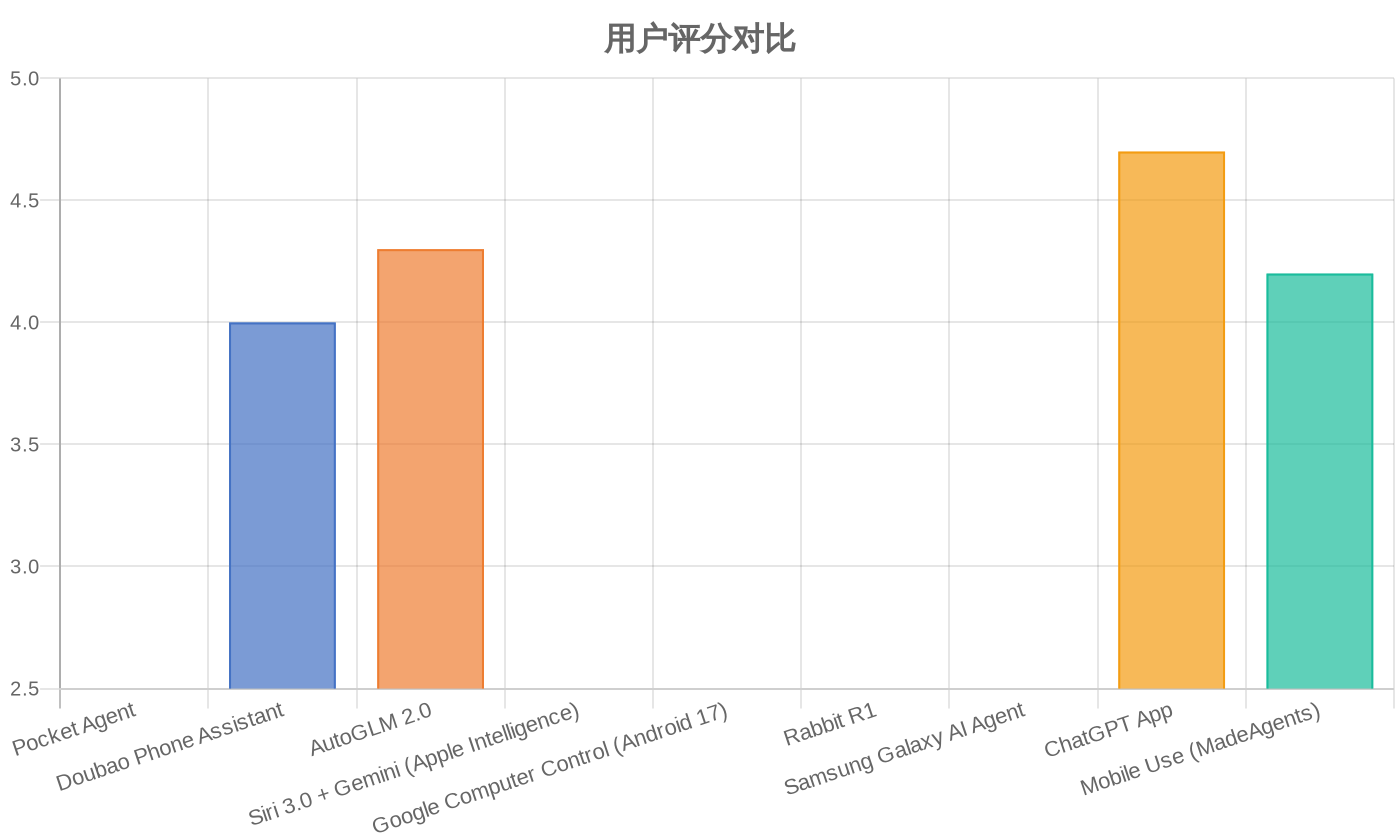 用户评分对比
5.0
4.5
4.0
3.5
3.0
2.5
Pocket Agent
Doubao Phone Assistant
AutoGLM 2.0
Siri 3.0 + Gemini (Apple Intelligence)
Google Computer Control (Android 17)
Rabbit R1
Samsung Galaxy AI Agent
ChatGPT App
Mobile Use (MadeAgents)